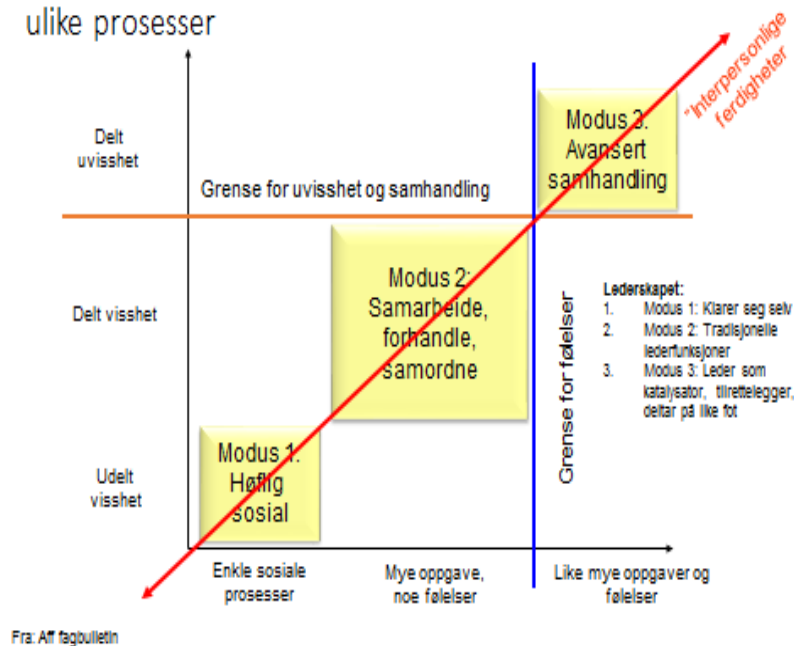 ulike prosesser
"Interpersonlige
ferdigheter
Delt
uvisshet
Modus 3:
Avansert
samhandling
Grense for uvisshet og samhandling
Delt visshet
Modus 2:
Samarbeide,
forhandle,
samordne
Grense for følelser
Lederskapet:
1. Modus 1: Klarer seg selv
2. Modus 2: Tradisjonelle
lederfunksjoner
3. Modus 3: Leder som
katalysator, tilrettelegger,
deltar på like fot
Udelt
visshet
Modus 1:
Høflig
sosial
Enkle sosiale
prosesser
Mye oppgave,
noe følelser
Like mye oppgaver og
følelser
Fra: Aff fagbulletin